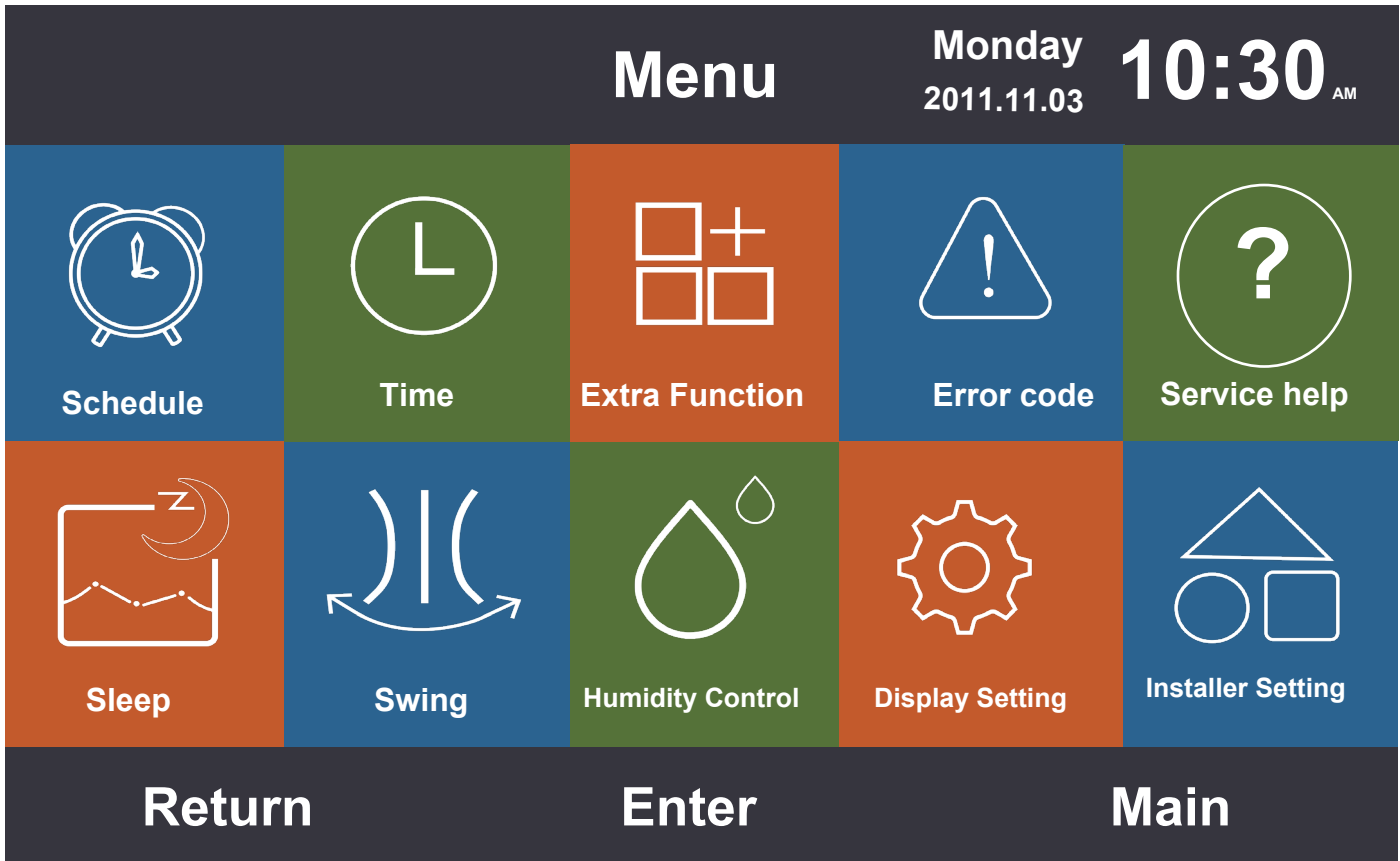 Menu
Monday
2011.11.03
10:30 AM
Schedule
Time
Extra Function
Error code
Service help
Sleep
Swing
Humidity Control
Display Setting
Installer Setting
Return
Enter
Main